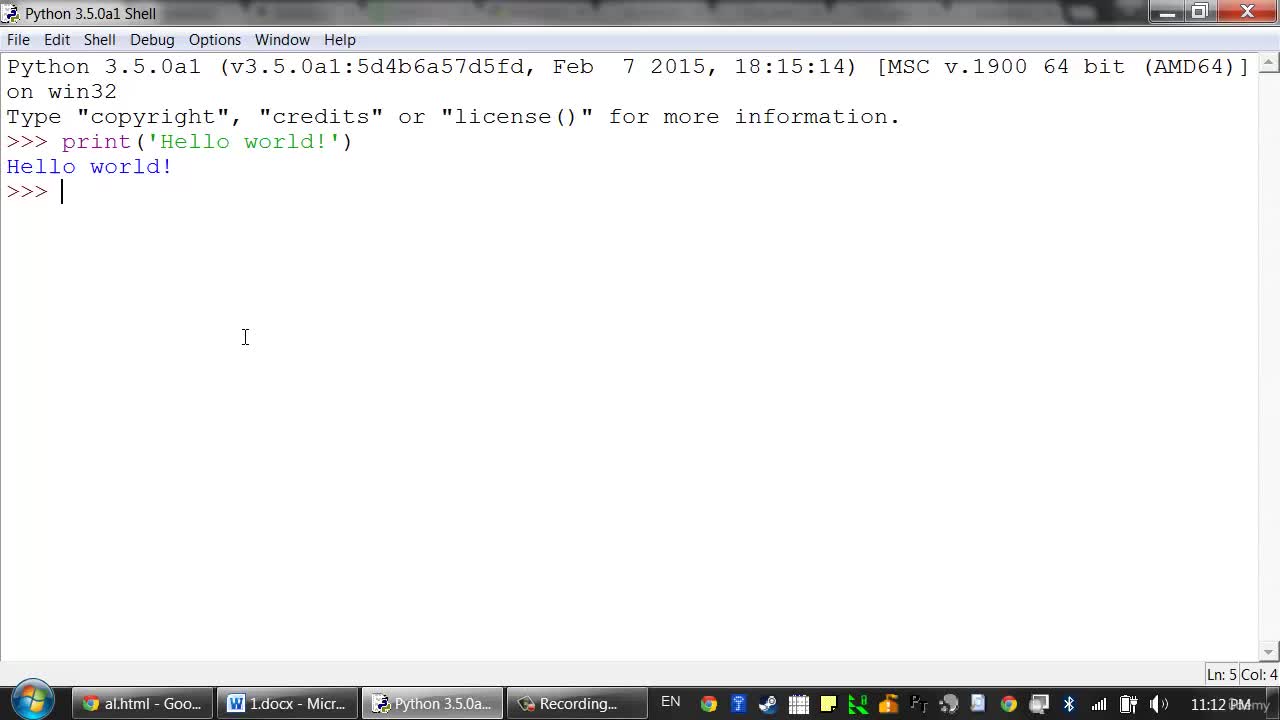 Python 3.5.0a1 Shell
File Edit Shell Debug Options Window Help
Python 3.5.0a1 (v3.5.0a1:5d4b6a57d5fd, Feb  7 2015, 18:15:14) [MSC v.1900 64 bit (AMD64)]
on win32
Type "copyright", "credits" or "license()" for more information.
>>> print('Hello world!')
Hello world!
>>>
Ln: 5 Col: 4
al.html - Goo... 1.docx - Micr... Python 3.5.0a... Recording... EN 11:12 PM